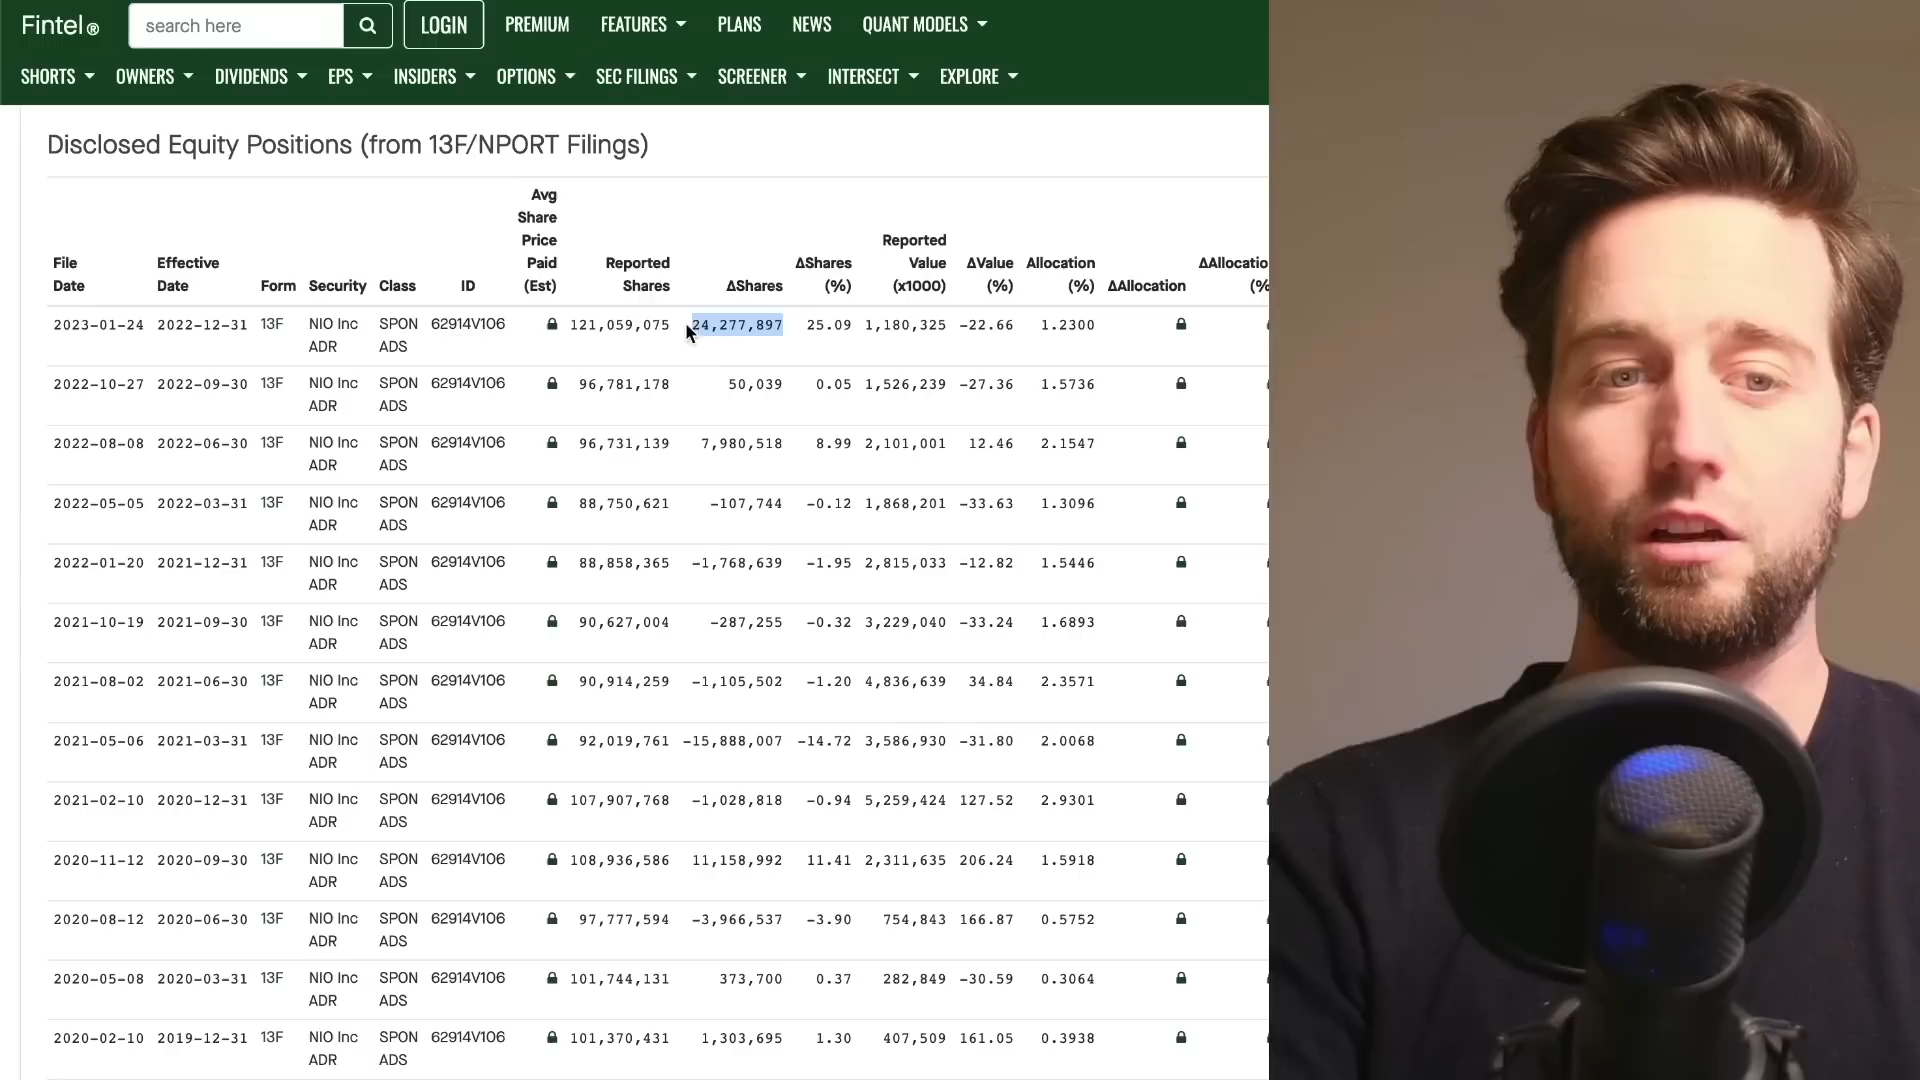 Fintel ®
search here
LOGIN
PREMIUM
FEATURES
PLANS
NEWS
QUANT MODELS
SHORTS
OWNERS
DIVIDENDS
EPS
INSIDERS
OPTIONS
SEC FILINGS
SCREENER
INTERSECT
EXPLORE
Disclosed Equity Positions (from 13F/NPORT Filings)
File Date Effective Date Form Security Class ID Avg Share Price Paid (Est) Reported Shares ΔShares ΔShares (%) Reported Value (x1000) ΔValue (%) Allocation (%) ΔAllocation ΔAllocatio (%
2023-01-24 2022-12-31 13F NIO Inc SPON 62914V106 121,059,075 24,277,897 25.09 1,180,325 -22.66 1.2300
ADR ADS
2022-10-27 2022-09-30 13F NIO Inc SPON 62914V106 96,781,178 50,039 0.05 1,526,239 -27.36 1.5736
ADR ADS
2022-08-08 2022-06-30 13F NIO Inc SPON 62914V106 96,731,139 7,980,518 8.99 2,101,001 12.46 2.1547
ADR ADS
2022-05-05 2022-03-31 13F NIO Inc SPON 62914V106 88,750,621 -107,744 -0.12 1,868,201 -33.63 1.3096
ADR ADS
2022-01-20 2021-12-31 13F NIO Inc SPON 62914V106 88,858,365 -1,768,639 -1.95 2,815,033 -12.82 1.5446
ADR ADS
2021-10-19 2021-09-30 13F NIO Inc SPON 62914V106 90,627,004 -287,255 -0.32 3,229,040 -33.24 1.6893
ADR ADS
2021-08-02 2021-06-30 13F NIO Inc SPON 62914V106 90,914,259 -1,105,502 -1.20 4,836,639 34.84 2.3571
ADR ADS
2021-05-06 2021-03-31 13F NIO Inc SPON 62914V106 92,019,761 -15,888,007 -14.72 3,586,930 -31.80 2.0068
ADR ADS
2021-02-10 2020-12-31 13F NIO Inc SPON 62914V106 107,907,768 -1,028,818 -0.94 5,259,424 127.52 2.9301
ADR ADS
2020-11-12 2020-09-30 13F NIO Inc SPON 62914V106 108,936,586 11,158,992 11.41 2,311,635 206.24 1.5918
ADR ADS
2020-08-12 2020-06-30 13F NIO Inc SPON 62914V106 97,777,594 -3,966,537 -3.90 754,843 166.87 0.5752
ADR ADS
2020-05-08 2020-03-31 13F NIO Inc SPON 62914V106 101,744,131 373,700 0.37 282,849 -30.59 0.3064
ADR ADS
2020-02-10 2019-12-31 13F NIO Inc SPON 62914V106 101,370,431 1,303,695 1.30 407,509 161.05 0.3938
ADR ADS